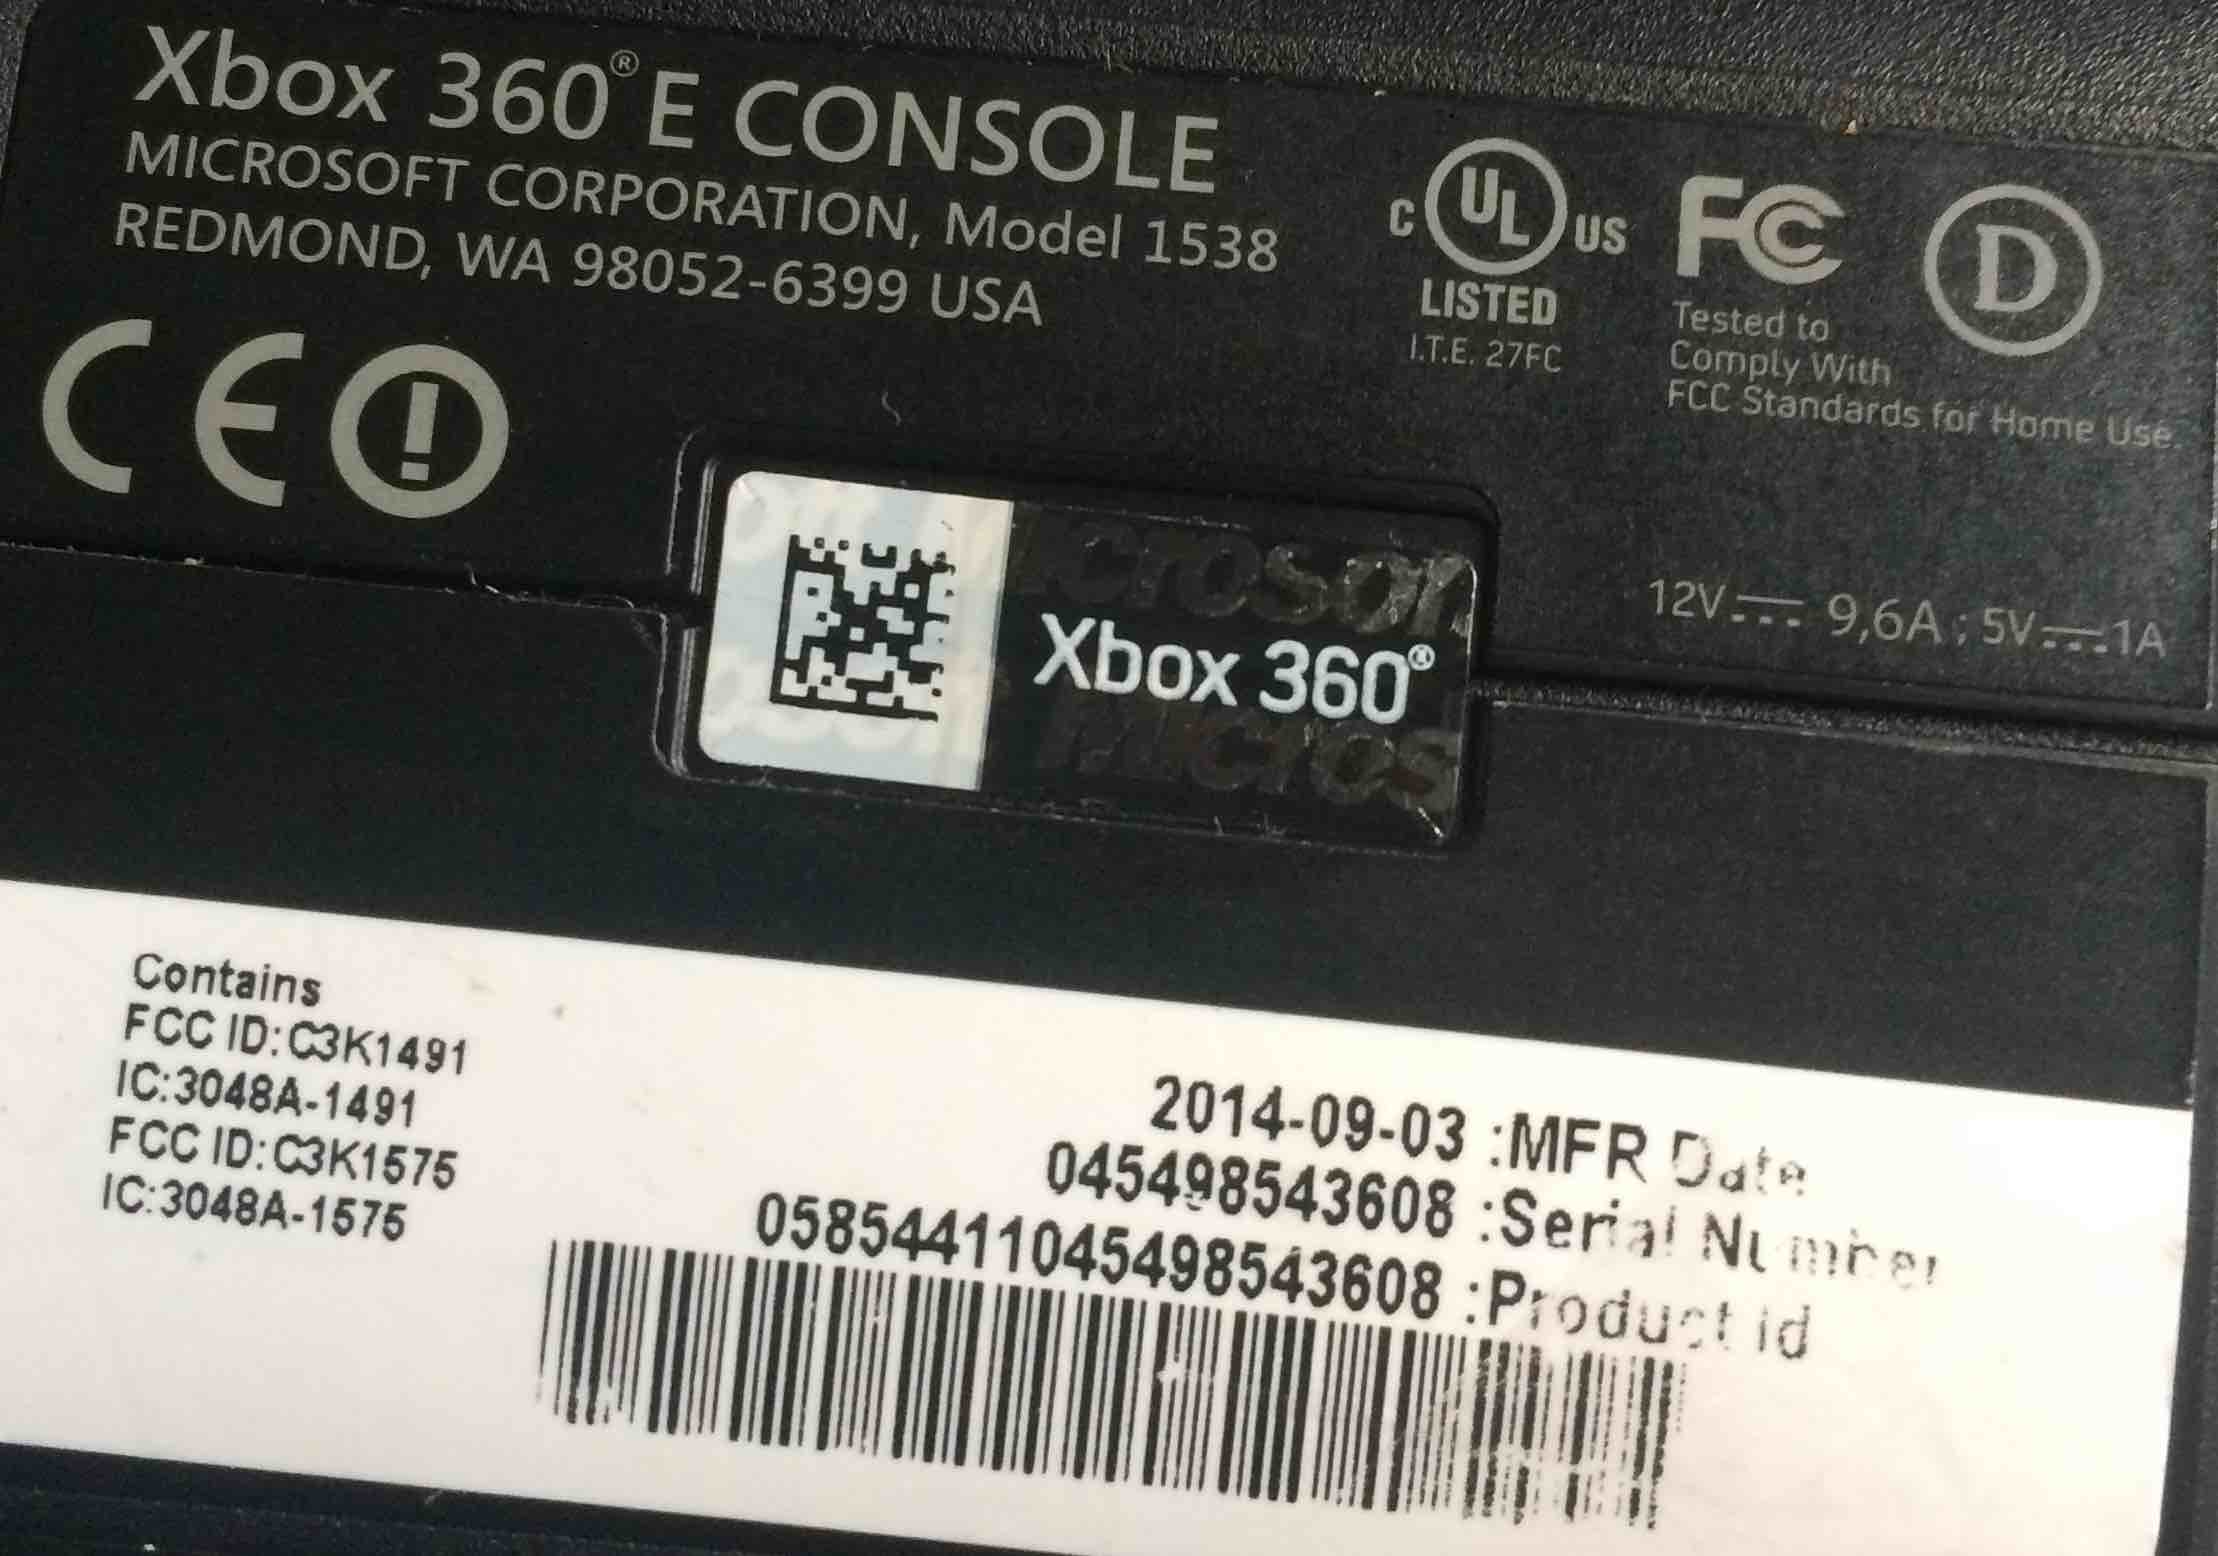 Xbox 360® E CONSOLE
MICROSOFT CORPORATION, Model 1538
REDMOND, WA 98052-6399 USA
CE
C UL US
LISTED
I.T.E. 27FC
FC
Tested to
Comply With
FCC Standards for Home Use.
D
12V⎓ 9,6A ; 5V⎓1A
Microsof
Xbox 360®
Micros
Contains
FCC ID:C3K1491
IC:3048A-1491
FCC ID:C3K1575
IC:3048A-1575
2014-09-03 :MFR Date
045498543608 :Serial Number
05854411045498543608 :Product id